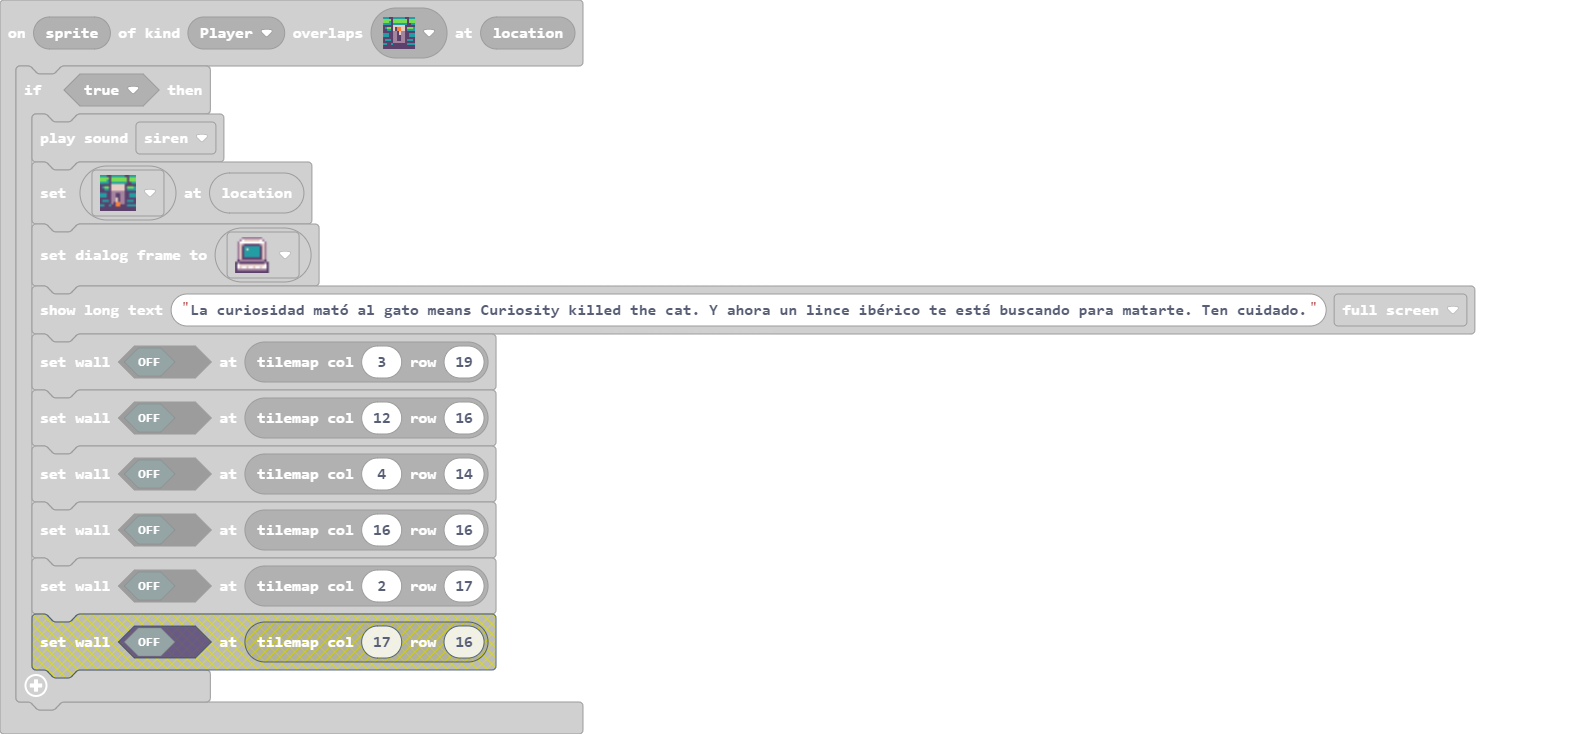 on sprite of kind Player overlaps at location
if true then
play sound siren
set at location
set dialog frame to
show long text "La curiosidad mató al gato means Curiosity killed the cat. Y ahora un lince ibérico te está buscando para matarte. Ten cuidado." full screen
set wall OFF at tilemap col 3 row 19
set wall OFF at tilemap col 12 row 16
set wall OFF at tilemap col 4 row 14
set wall OFF at tilemap col 16 row 16
set wall OFF at tilemap col 2 row 17
set wall OFF at tilemap col 17 row 16